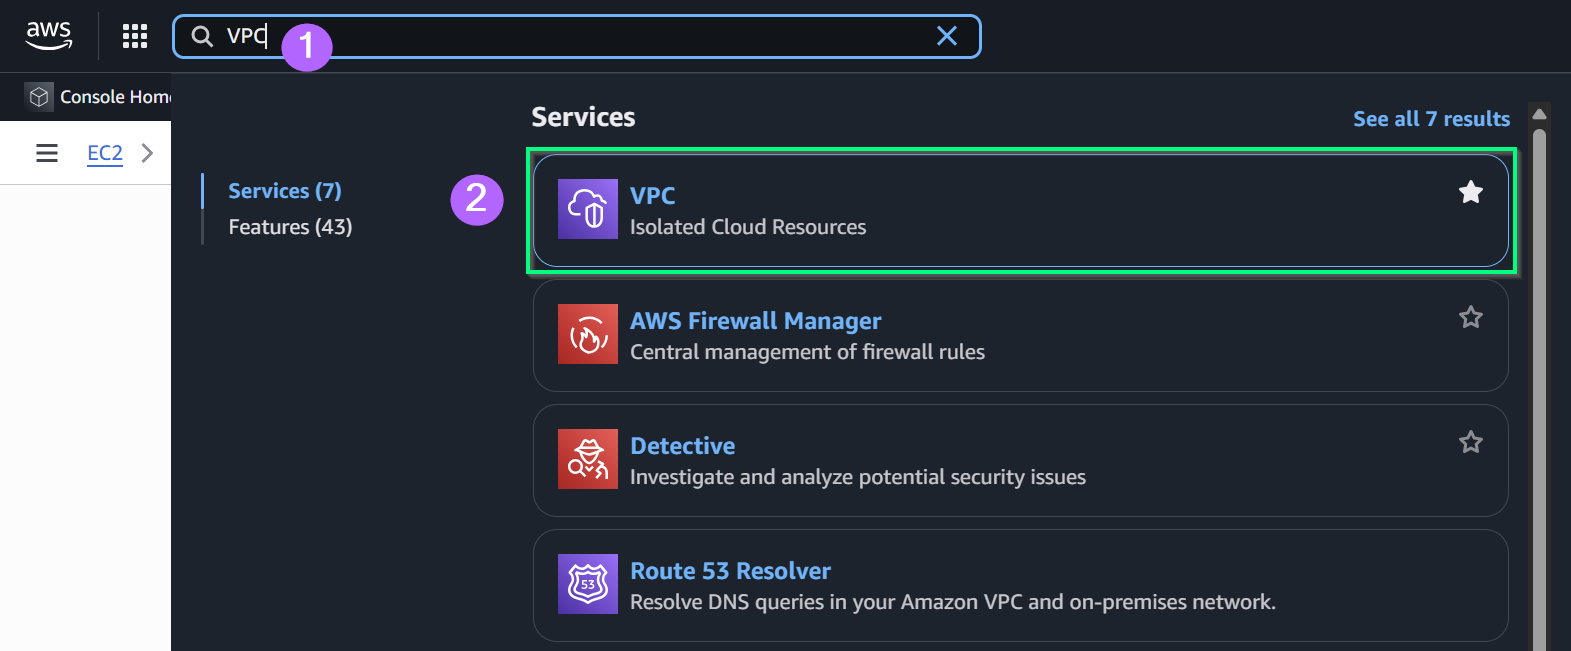 aws
VPC
1
Console Home
EC2
Services
See all 7 results
Services (7)
Features (43)
2
VPC
Isolated Cloud Resources
AWS Firewall Manager
Central management of firewall rules
Detective
Investigate and analyze potential security issues
53
Route 53 Resolver
Resolve DNS queries in your Amazon VPC and on-premises network.